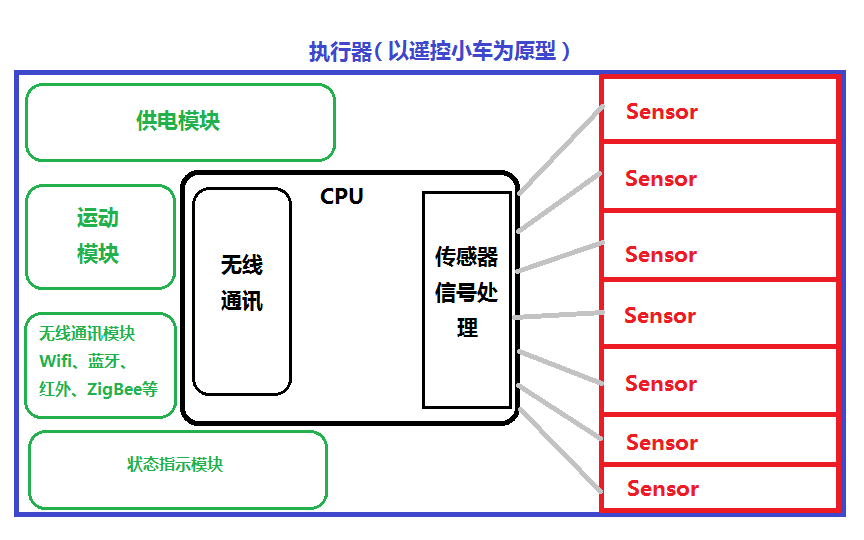 执行器（以遥控小车为原型）
供电模块
运动
模块
无线通讯模块
Wifi、蓝牙、
红外、ZigBee等
状态指示模块
CPU
无线
通讯
传感器
信号处
理
Sensor
Sensor
Sensor
Sensor
Sensor
Sensor
Sensor